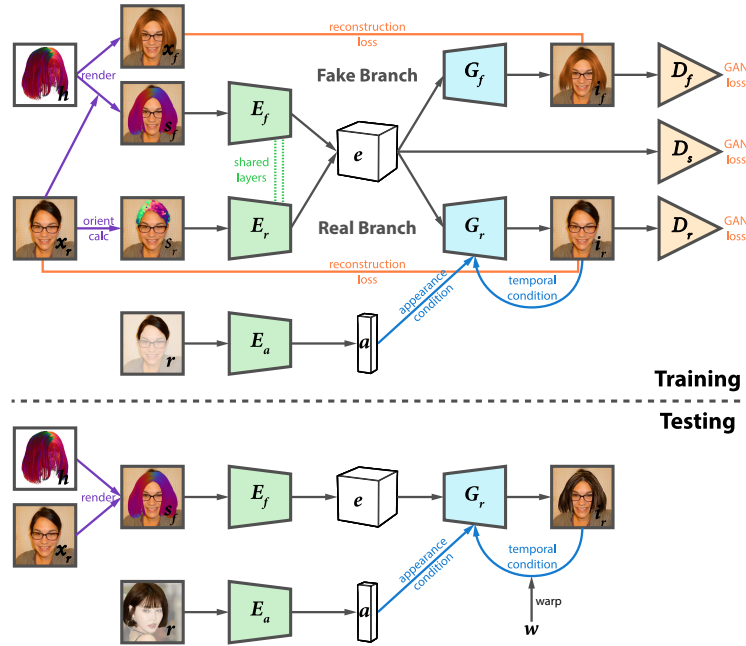 h
render
x_f
reconstruction
loss
Fake Branch
G_f
i_f
D_f
GAN
loss
s_f
E_f
shared
layers
e
D_s
GAN
loss
x_r
orient
calc
s_r
E_r
Real Branch
G_r
i_r
D_r
GAN
loss
reconstruction
loss
appearance
condition
temporal
condition
r
E_a
a
Training
Testing
h
render
x_r
s_f
E_f
e
G_r
i_r
appearance
condition
temporal
condition
warp
w
r
E_a
a